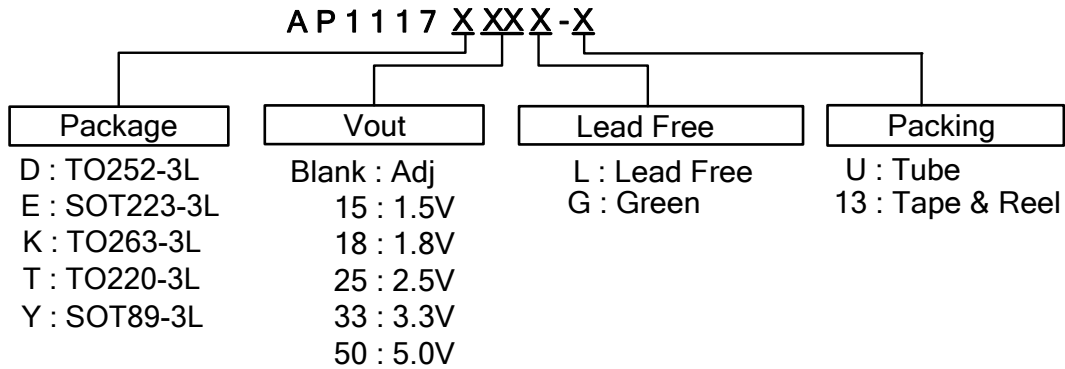 AP1117 X XX X - X
Package
D : TO252-3L
E : SOT223-3L
K : TO263-3L
T : TO220-3L
Y : SOT89-3L
Vout
Blank : Adj
15 : 1.5V
18 : 1.8V
25 : 2.5V
33 : 3.3V
50 : 5.0V
Lead Free
L : Lead Free
G : Green
Packing
U : Tube
13 : Tape & Reel